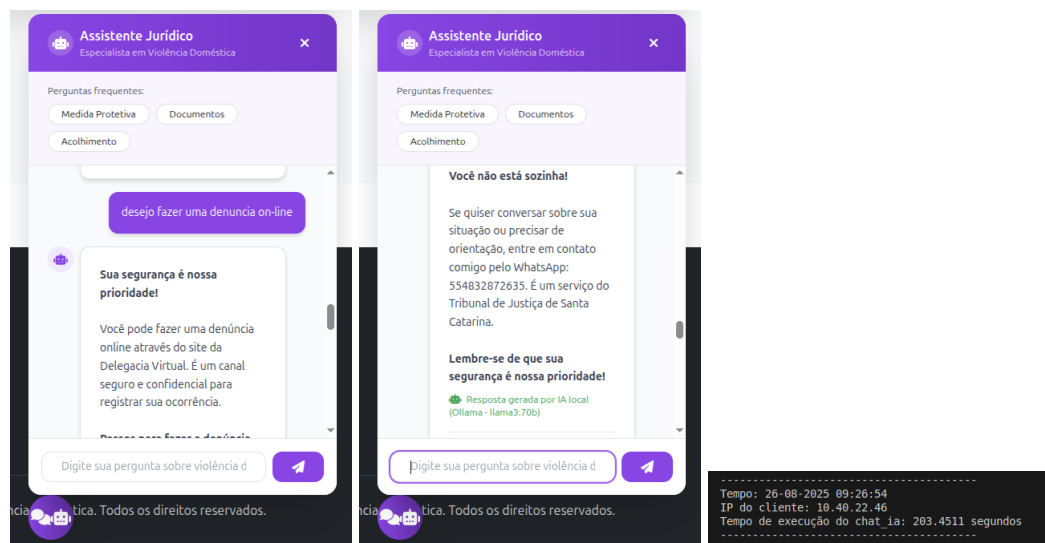 Assistente Jurídico
Especialista em Violência Doméstica
Perguntas frequentes:
Medida Protetiva
Documentos
Acolhimento
desejo fazer uma denuncia on-line
Sua segurança é nossa
prioridade!
Você pode fazer uma denúncia
online através do site da
Delegacia Virtual. É um canal
seguro e confidencial para
registrar sua ocorrência.
Passos para fazer a denúncia
Digite sua pergunta sobre violência d
tica. Todos os direitos reservados.
Assistente Jurídico
Especialista em Violência Doméstica
Perguntas frequentes:
Medida Protetiva
Documentos
Acolhimento
Você não está sozinha!
Se quiser conversar sobre sua
situação ou precisar de
orientação, entre em contato
comigo pelo WhatsApp:
554832872635. É um serviço do
Tribunal de Justiça de Santa
Catarina.
Lembre-se de que sua
segurança é nossa prioridade!
Resposta gerada por IA local
(Ollama - llama3:70b)
Digite sua pergunta sobre violência d
ncia
tica. Todos os direitos reservados.
----------------------------------------
Tempo: 26-08-2025 09:26:54
IP do cliente: 10.40.22.46
Tempo de execução do chat_ia: 203.4511 segundos
----------------------------------------